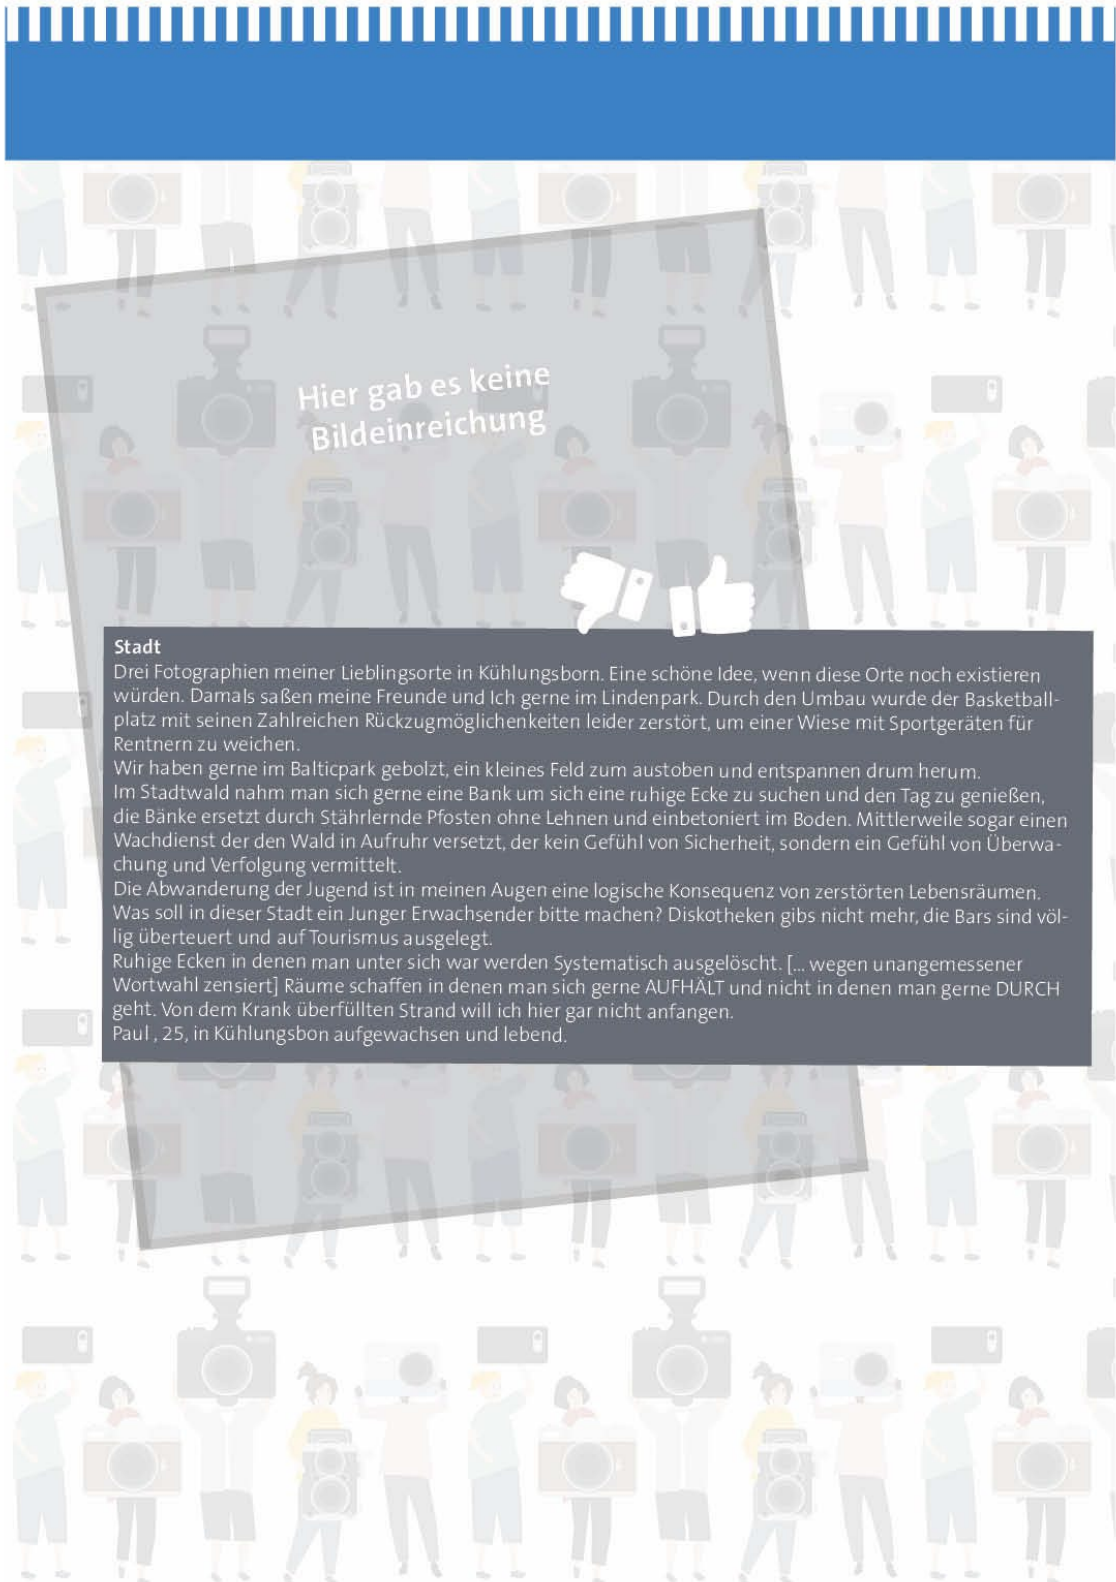 Hier gab es keine
Bildeinreichung
Stadt
Drei Fotographien meiner Lieblingsorte in Kühlungsborn. Eine schöne Idee, wenn diese Orte noch existieren
würden. Damals saßen meine Freunde und Ich gerne im Lindenpark. Durch den Umbau wurde der Basketball-
platz mit seinen Zahlreichen Rückzugmöglichenkeiten leider zerstört, um einer Wiese mit Sportgeräten für
Rentnern zu weichen.
Wir haben gerne im Balticpark gebolzt, ein kleines Feld zum austoben und entspannen drum herum.
Im Stadtwald nahm man sich gerne eine Bank um sich eine ruhige Ecke zu suchen und den Tag zu genießen,
die Bänke ersetzt durch Stährlernde Pfosten ohne Lehnen und einbetoniert im Boden. Mittlerweile sogar einen
Wachdienst der den Wald in Aufruhr versetzt, der kein Gefühl von Sicherheit, sondern ein Gefühl von Überwa-
chung und Verfolgung vermittelt.
Die Abwanderung der Jugend ist in meinen Augen eine logische Konsequenz von zerstörten Lebensräumen.
Was soll in dieser Stadt ein Junger Erwachsender bitte machen? Diskotheken gibs nicht mehr, die Bars sind völ-
lig überteuert und auf Tourismus ausgelegt.
Ruhige Ecken in denen man unter sich war werden Systematisch ausgelöscht. [... wegen unangemessener
Wortwahl zensiert] Räume schaffen in denen man sich gerne AUFHÄLT und nicht in denen man gerne DURCH
geht. Von dem Krank überfüllten Strand will ich hier gar nicht anfangen.
Paul , 25, in Kühlungsbon aufgewachsen und lebend.